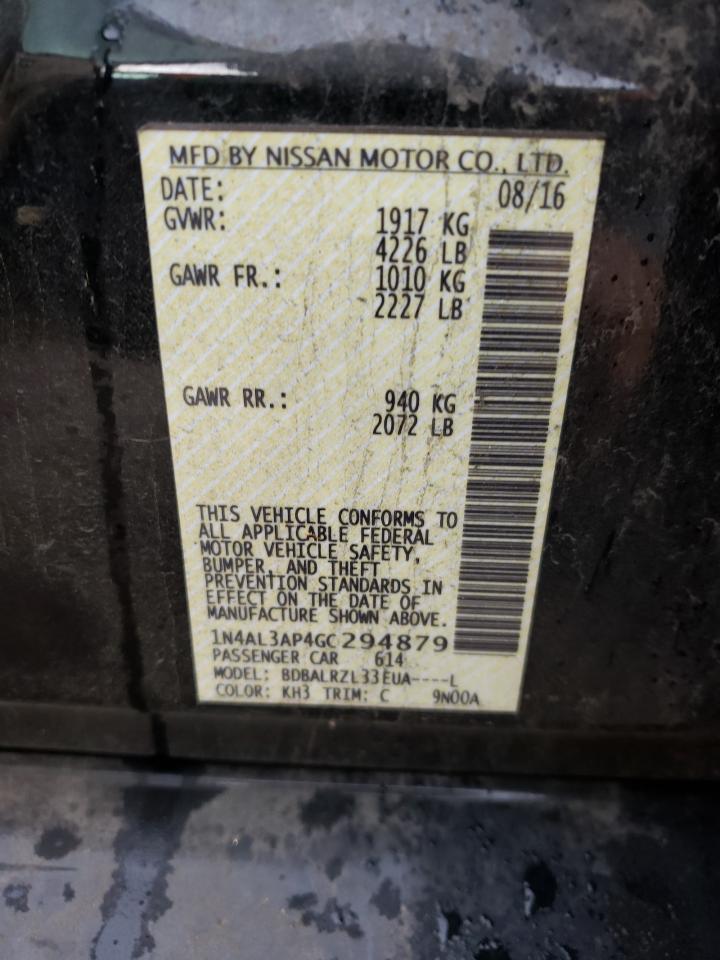 MFD BY NISSAN MOTOR CO., LTD.
DATE: 08/16
GVWR: 1917 KG
4226 LB
GAWR FR.: 1010 KG
2227 LB
GAWR RR.: 940 KG
2072 LB
THIS VEHICLE CONFORMS TO
ALL APPLICABLE FEDERAL
MOTOR VEHICLE SAFETY,
BUMPER, AND THEFT
PREVENTION STANDARDS IN
EFFECT ON THE DATE OF
MANUFACTURE SHOWN ABOVE.
1N4AL3AP4GC294879
PASSENGER CAR 614
MODEL: BDBALRZL33EUA----L
COLOR: KH3 TRIM: C 9N00A